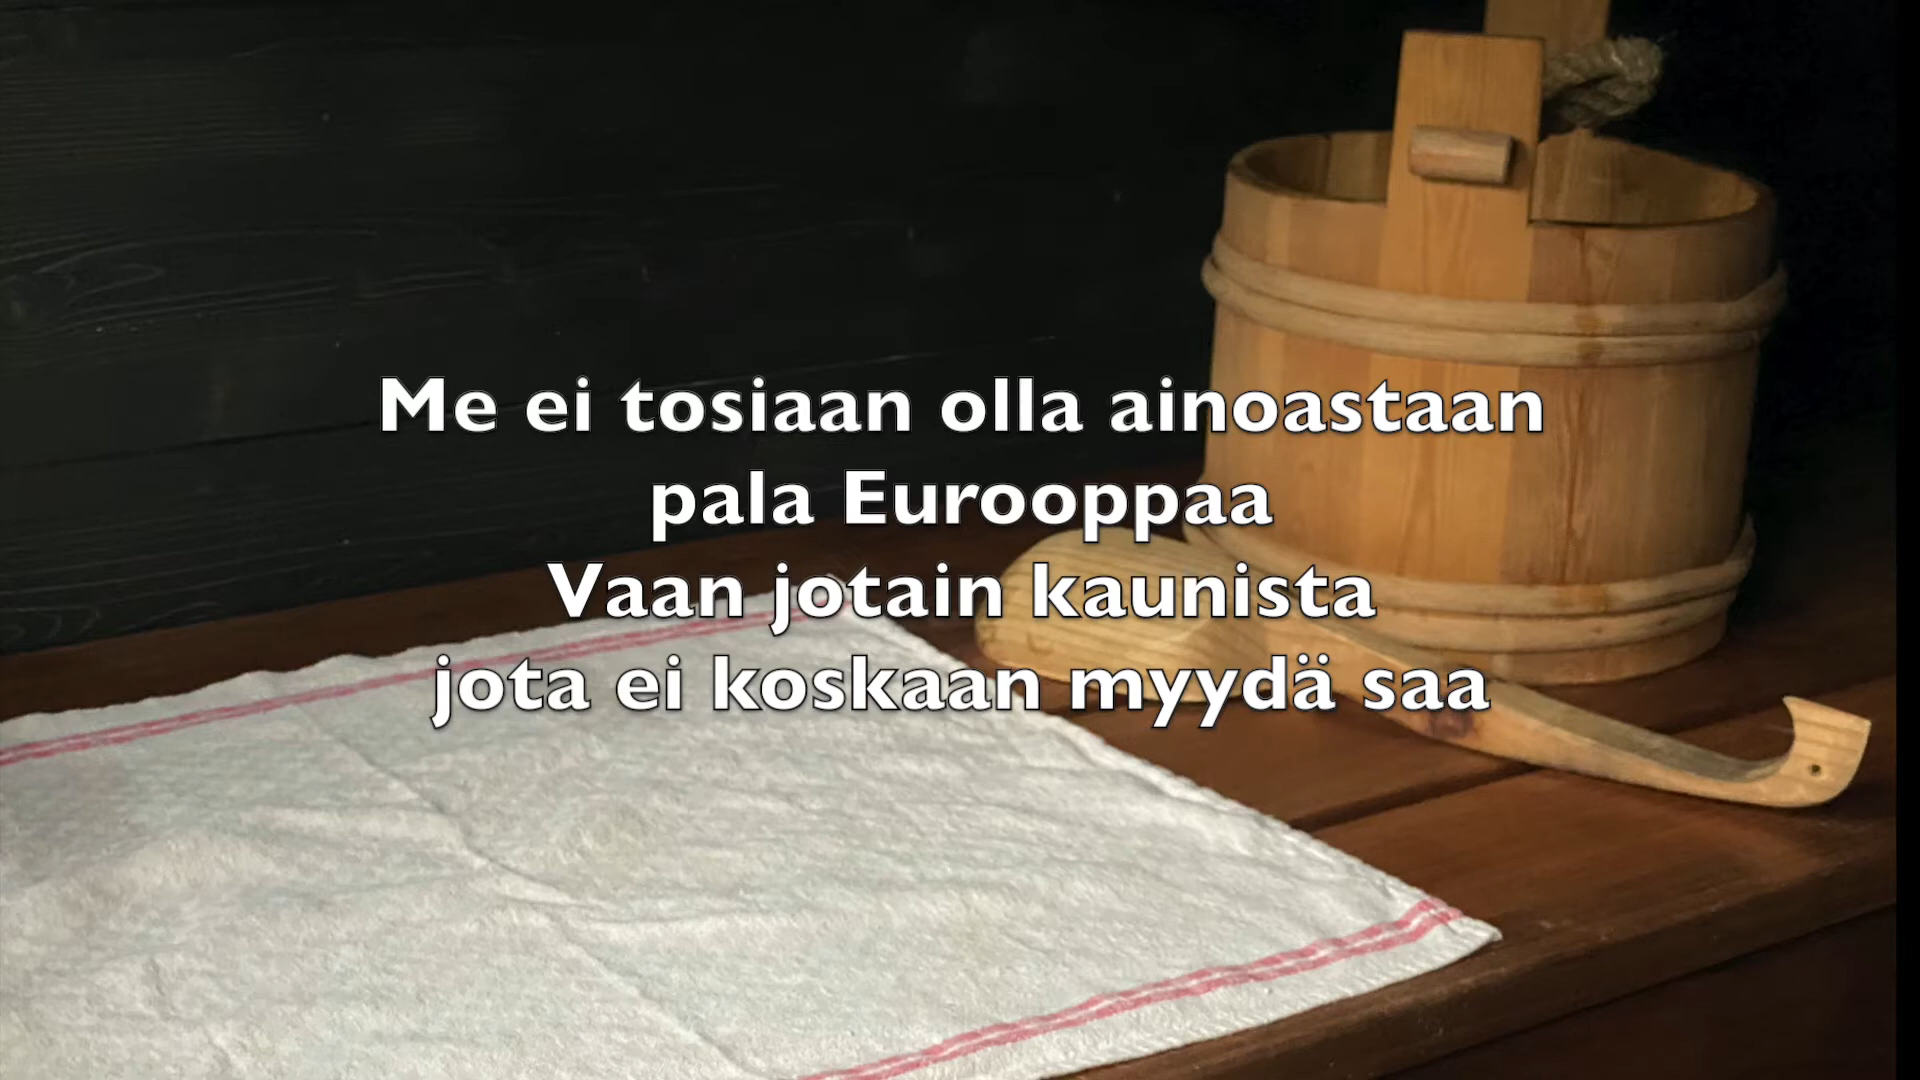 Me ei tosiaan olla ainoastaan
pala Eurooppaa
Vaan jotain kaunista
jota ei koskaan myydä saa